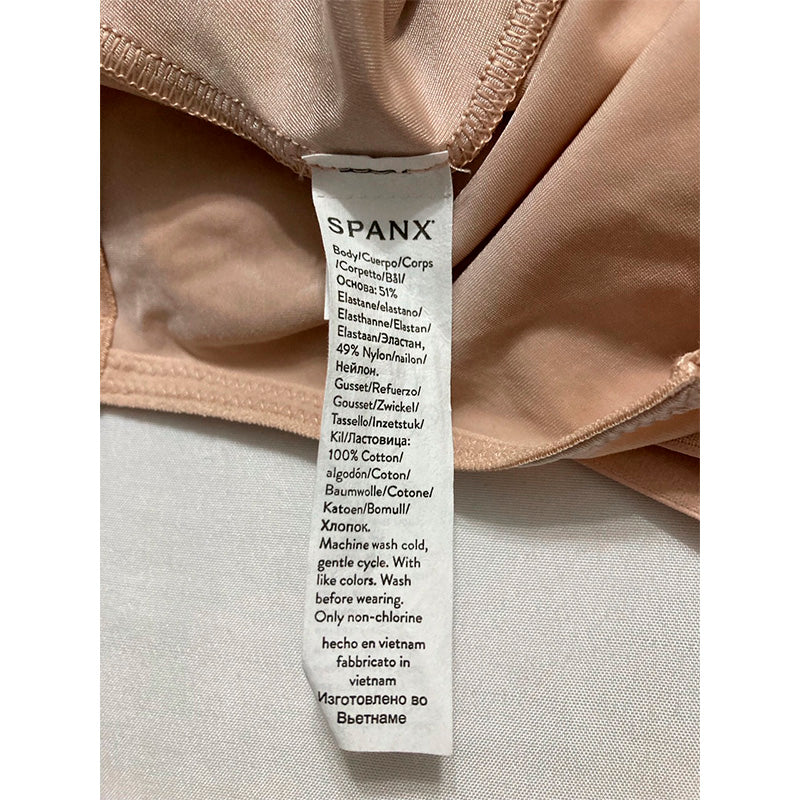 SPANX®
Body/Cuerpo/Corps
/Corpetto/Bål/
Основа: 51%
Elastane/elastano/
Elasthanne/Elastan/
Elastaan/Эластан,
49% Nylon/nailon/
Нейлон.
Gusset/Refuerzo/
Gousset/Zwickel/
Tassello/Inzetstuk/
Kil/Ластовица:
100% Cotton/
algodón/Coton/
Baumwolle/Cotone/
Katoen/Bomull/
Хлопок.
Machine wash cold,
gentle cycle. With
like colors. Wash
before wearing.
Only non-chlorine
hecho en vietnam
fabbricato in
vietnam
Изготовлено во
Вьетнаме